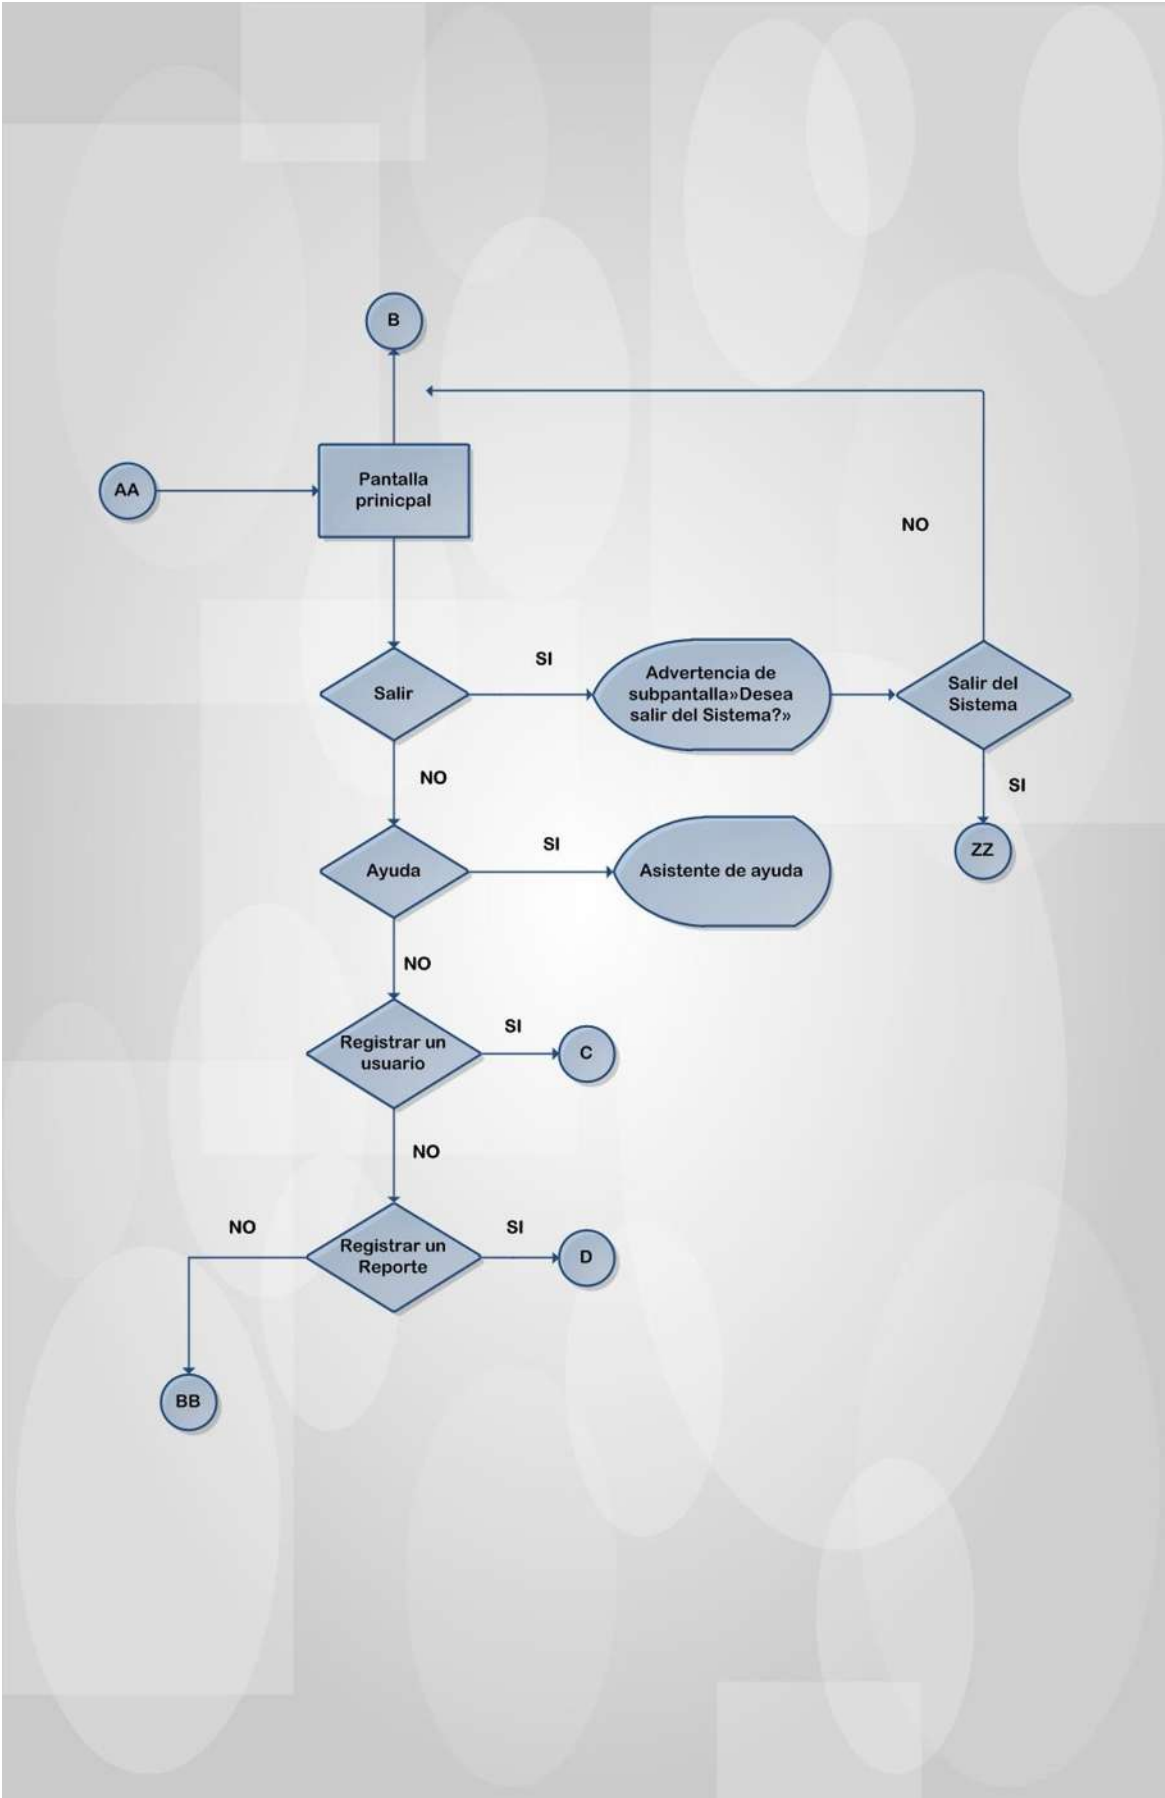 B
AA
Pantalla
prinicpal
NO
Salir
SI
Advertencia de
subpantalla»Desea
salir del Sistema?»
Salir del
Sistema
NO
SI
Ayuda
SI
Asistente de ayuda
ZZ
NO
Registrar un
usuario
SI
C
NO
NO
Registrar un
Reporte
SI
D
BB